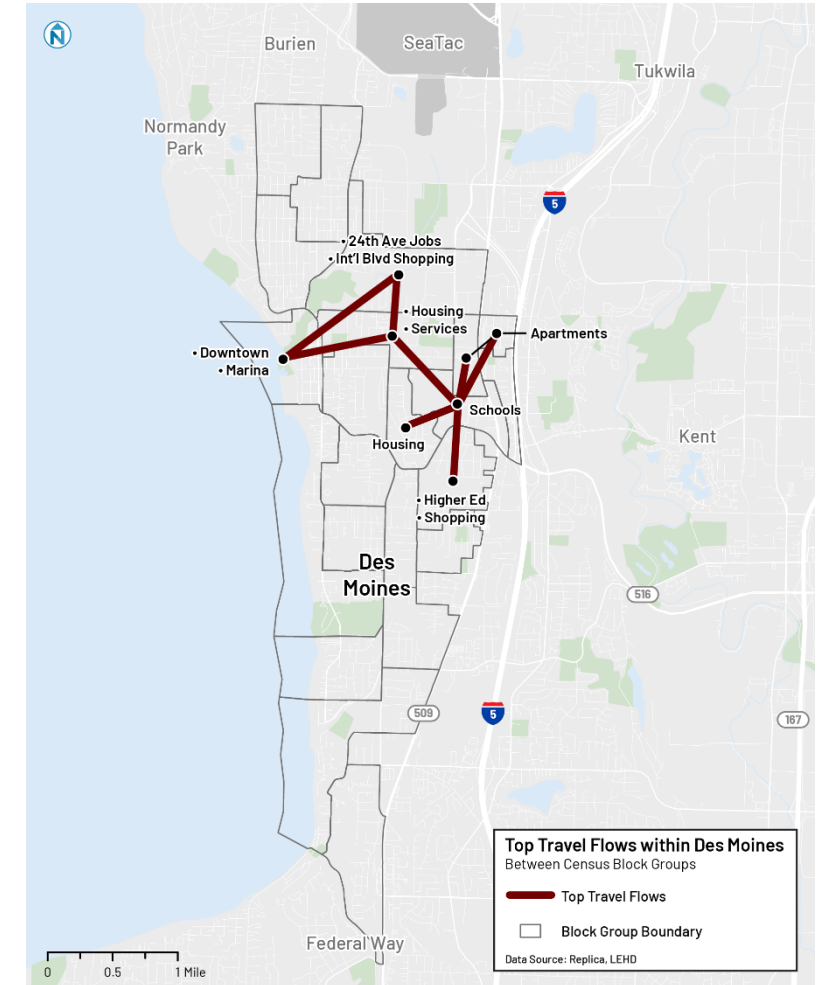 N
Burien
SeaTac
Tukwila
Normandy
Park
5
• 24th Ave Jobs
• Int'l Blvd Shopping
• Housing
• Services
Apartments
• Downtown
• Marina
Schools
Housing
Kent
• Higher Ed
• Shopping
Des
Moines
516
509
5
167
Top Travel Flows within Des Moines
Between Census Block Groups
Top Travel Flows
Block Group Boundary
Data Source: Replica, LEHD
Federal Way
0 0.5 1 Mile